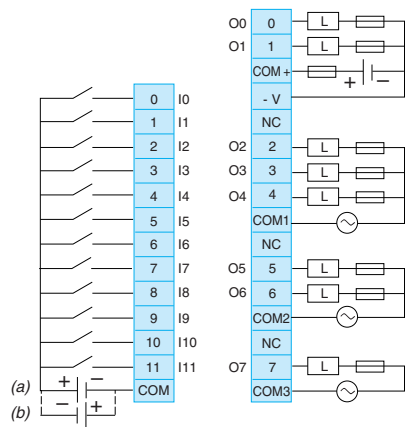 0 I0
1 I1
2 I2
3 I3
4 I4
5 I5
6 I6
7 I7
8 I8
9 I9
10 I10
11 I11
(a) + − COM
(b) − +
O0 0 L
O1 1 L
COM + + −
- V
NC
O2 2 L
O3 3 L
O4 4 L
COM1
NC
O5 5 L
O6 6 L
COM2
NC
O7 7 L
COM3